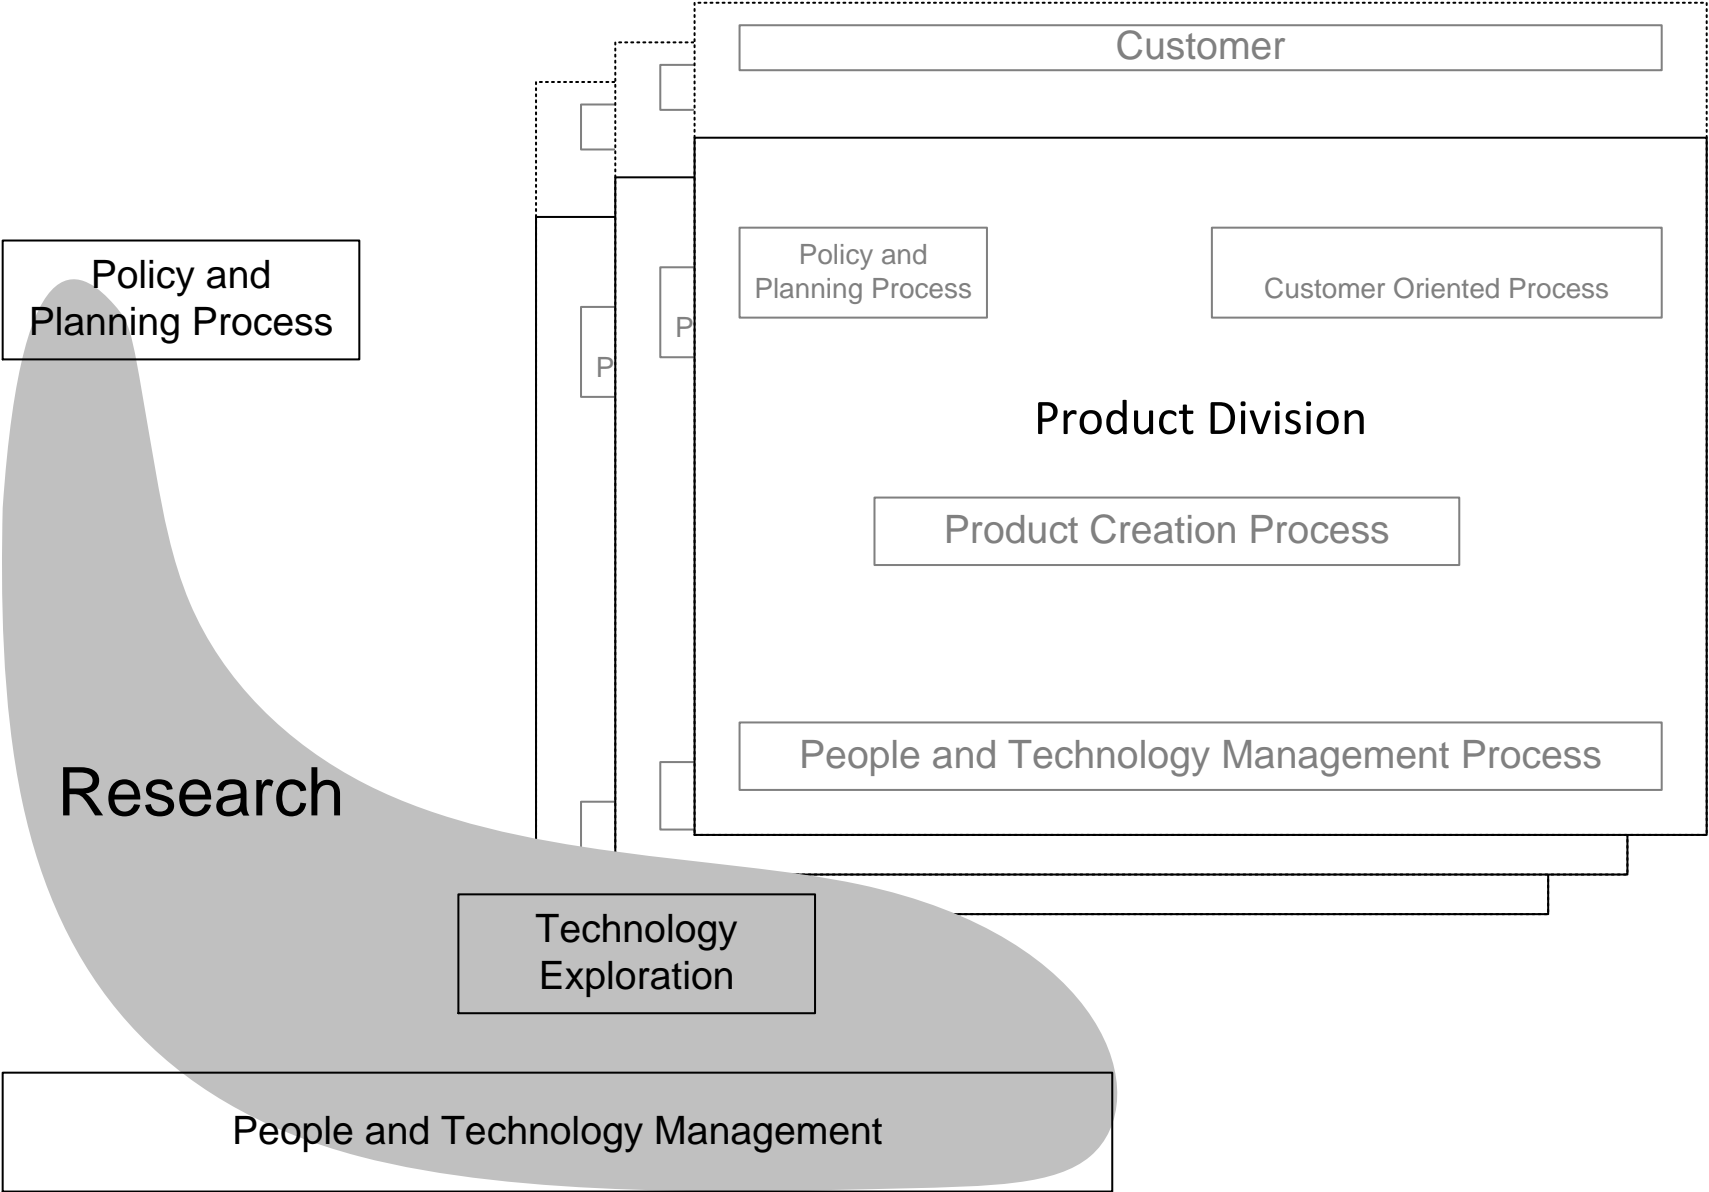 Customer
Policy and
Planning Process
Customer Oriented Process
P
P
Product Division
Product Creation Process
People and Technology Management Process
Policy and
Planning Process
Research
Technology
Exploration
People and Technology Management